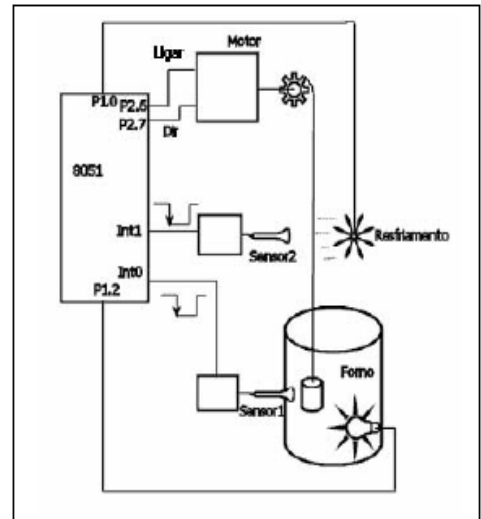 Motor
Ligar
P1.0
P2.6
P2.7
Dir
8051
Int1
Sensor2
Resfriamento
Int0
P1.2
Forno
Sensor1